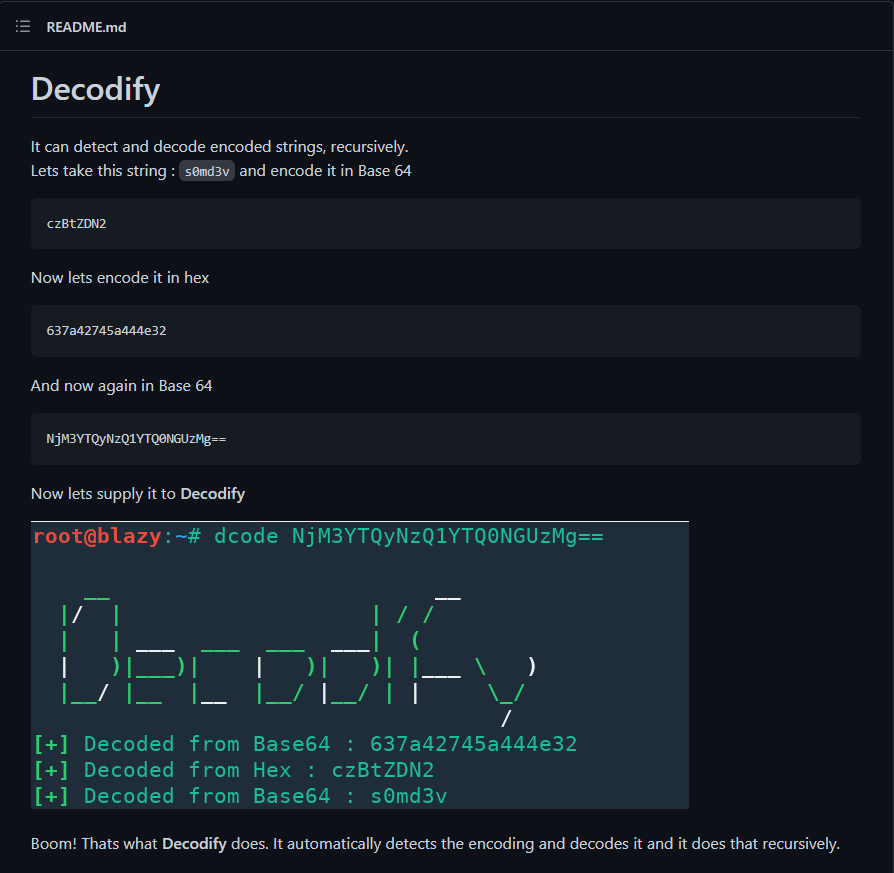 README.md
Decodify
It can detect and decode encoded strings, recursively.
Lets take this string : s0md3v and encode it in Base 64
czBtZDN2
Now lets encode it in hex
637a42745a444e32
And now again in Base 64
NjM3YTQyNzQ1YTQ0NGUzMg==
Now lets supply it to Decodify
root@blazy:~# dcode NjM3YTQyNzQ1YTQ0NGUzMg==
[+] Decoded from Base64 : 637a42745a444e32
[+] Decoded from Hex : czBtZDN2
[+] Decoded from Base64 : s0md3v
Boom! Thats what Decodify does. It automatically detects the encoding and decodes it and it does that recursively.